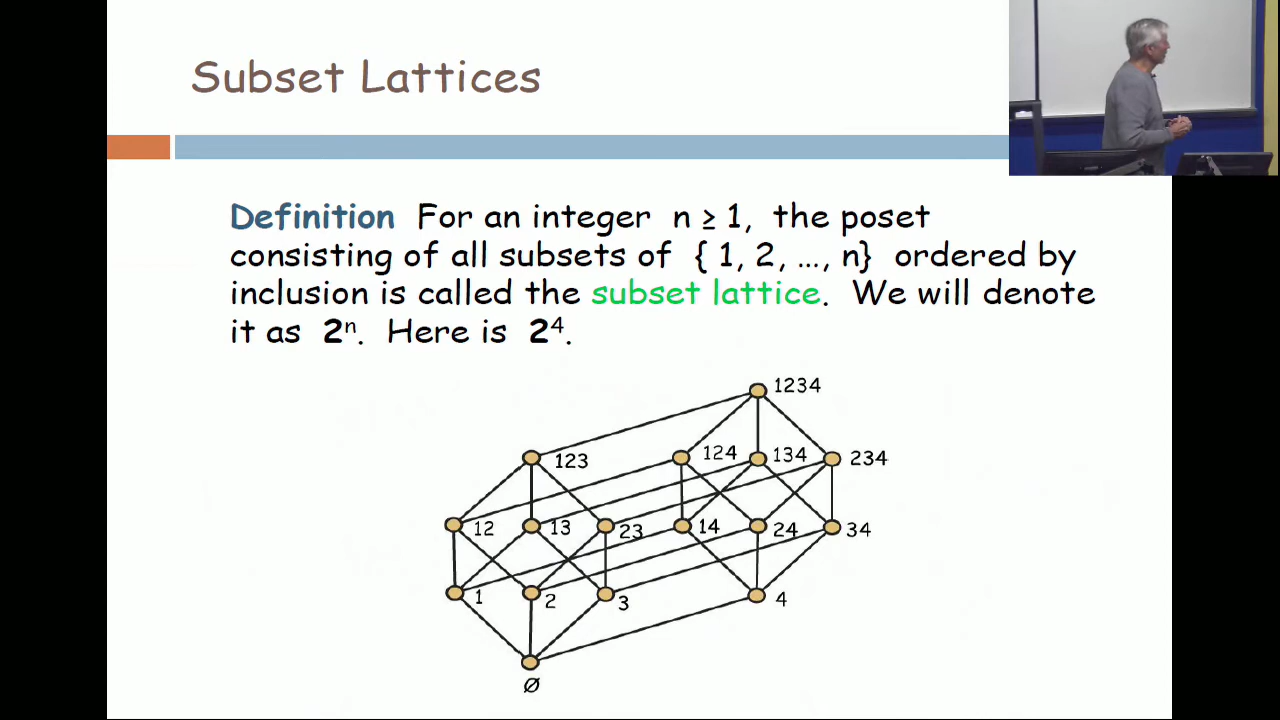 Subset Lattices
Definition For an integer n ≥ 1, the poset
consisting of all subsets of { 1, 2, …, n} ordered by
inclusion is called the subset lattice. We will denote
it as 2ⁿ. Here is 2⁴.
1234
123 124 134 234
12 13 23 14 24 34
1 2 3 4
Ø